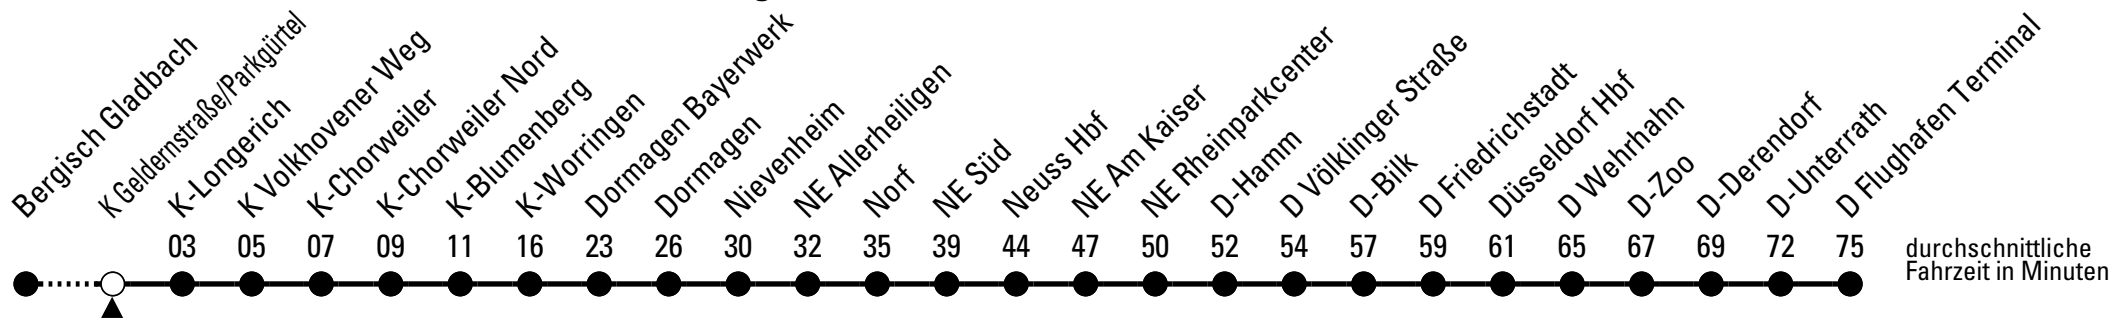 Bergisch Gladbach
K Geldernstraße/Parkgürtel
K-Longerich
K Volkhovener Weg
K-Chorweiler
K-Chorweiler Nord
K-Blumenberg
K-Worringen
Dormagen Bayerwerk
Dormagen
Nievenheim
NE Allerheiligen
Norf
NE Süd
Neuss Hbf
NE Am Kaiser
NE Rheinparkcenter
D-Hamm
D Völklinger Straße
D-Bilk
D Friedrichstadt
Düsseldorf Hbf
D Wehrhahn
D-Zoo
D-Derendorf
D-Unterrath
D Flughafen Terminal
03 05 07 09 11 16 23 26 30 32 35 39 44 47 50 52 54 57 59 61 65 67 69 72 75
durchschnittliche
Fahrzeit in Minuten